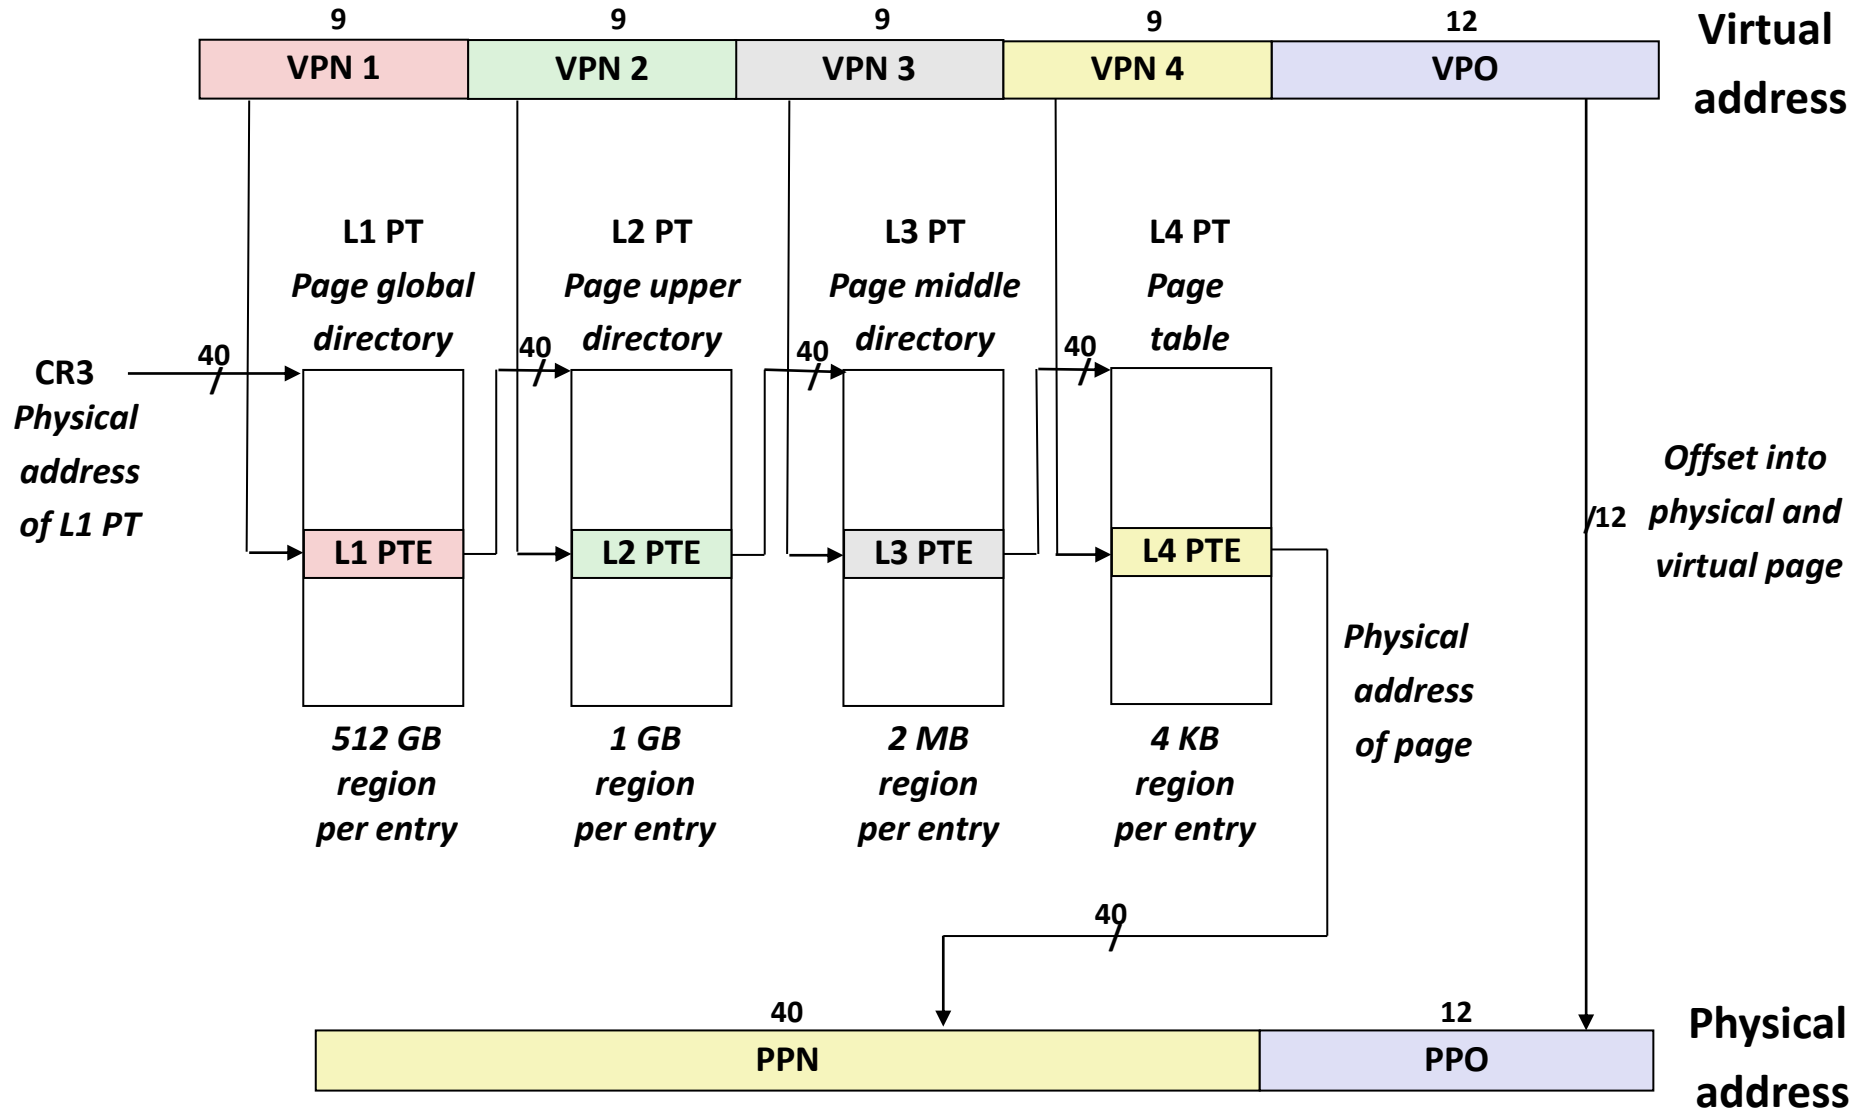 9 9 9 9 12
VPN 1 VPN 2 VPN 3 VPN 4 VPO
Virtual
address
L1 PT
Page global
directory
L2 PT
Page upper
directory
L3 PT
Page middle
directory
L4 PT
Page
table
40
40
40
40
CR3
Physical
address
of L1 PT
L1 PTE
L2 PTE
L3 PTE
L4 PTE
12
Offset into
physical and
virtual page
512 GB
region
per entry
1 GB
region
per entry
2 MB
region
per entry
4 KB
region
per entry
Physical
address
of page
40
40 12
PPN PPO
Physical
address